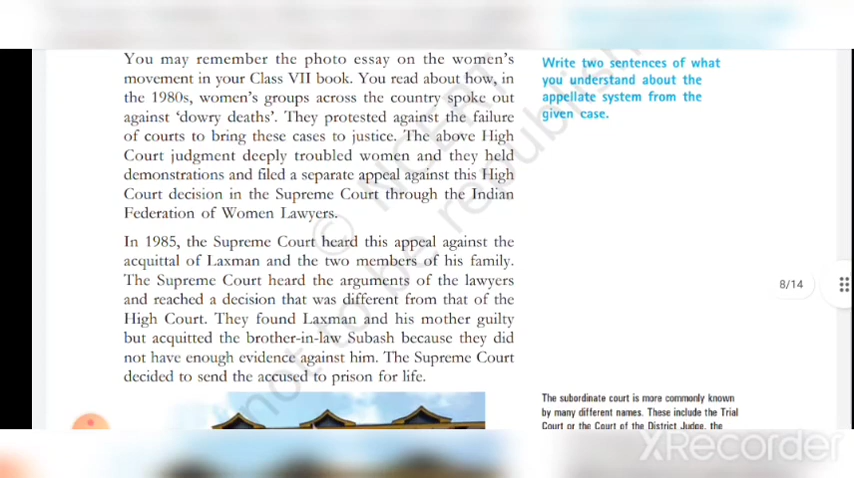 You may remember the photo essay on the women's
movement in your Class VII book. You read about how, in
the 1980s, women's groups across the country spoke out
against 'dowry deaths'. They protested against the failure
of courts to bring these cases to justice. The above High
Court judgment deeply troubled women and they held
demonstrations and filed a separate appeal against this High
Court decision in the Supreme Court through the Indian
Federation of Women Lawyers.
In 1985, the Supreme Court heard this appeal against the
acquittal of Laxman and the two members of his family.
The Supreme Court heard the arguments of the lawyers
and reached a decision that was different from that of the
High Court. They found Laxman and his mother guilty
but acquitted the brother-in-law Subash because they did
not have enough evidence against him. The Supreme Court
decided to send the accused to prison for life.
Write two sentences of what
you understand about the
appellate system from the
given case.
8/14
The subordinate court is more commonly known
by many different names. These include the Trial
Court or the Court of the District Judge, the
© NCERT
not to be republish
XRecorder